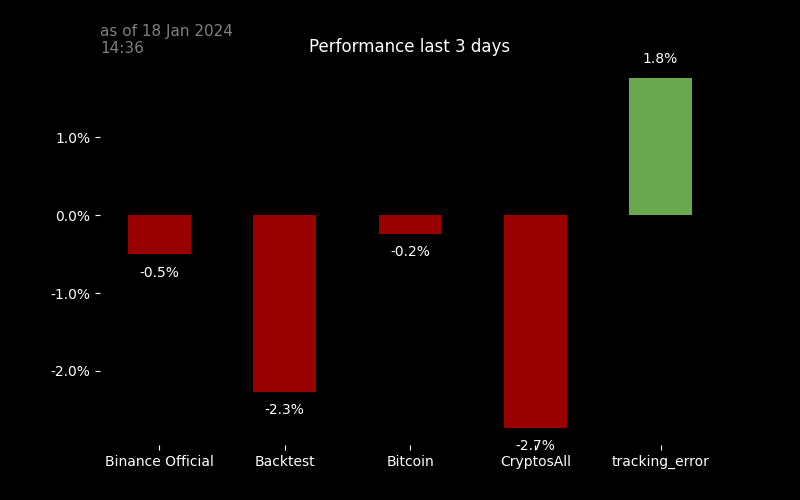 as of 18 Jan 2024
14:36
Performance last 3 days
1.8%
1.0%
0.0%
-1.0%
-2.0%
-0.5%
-2.3%
-0.2%
-2.7%
Binance Official
Backtest
Bitcoin
CryptosAll
tracking_error